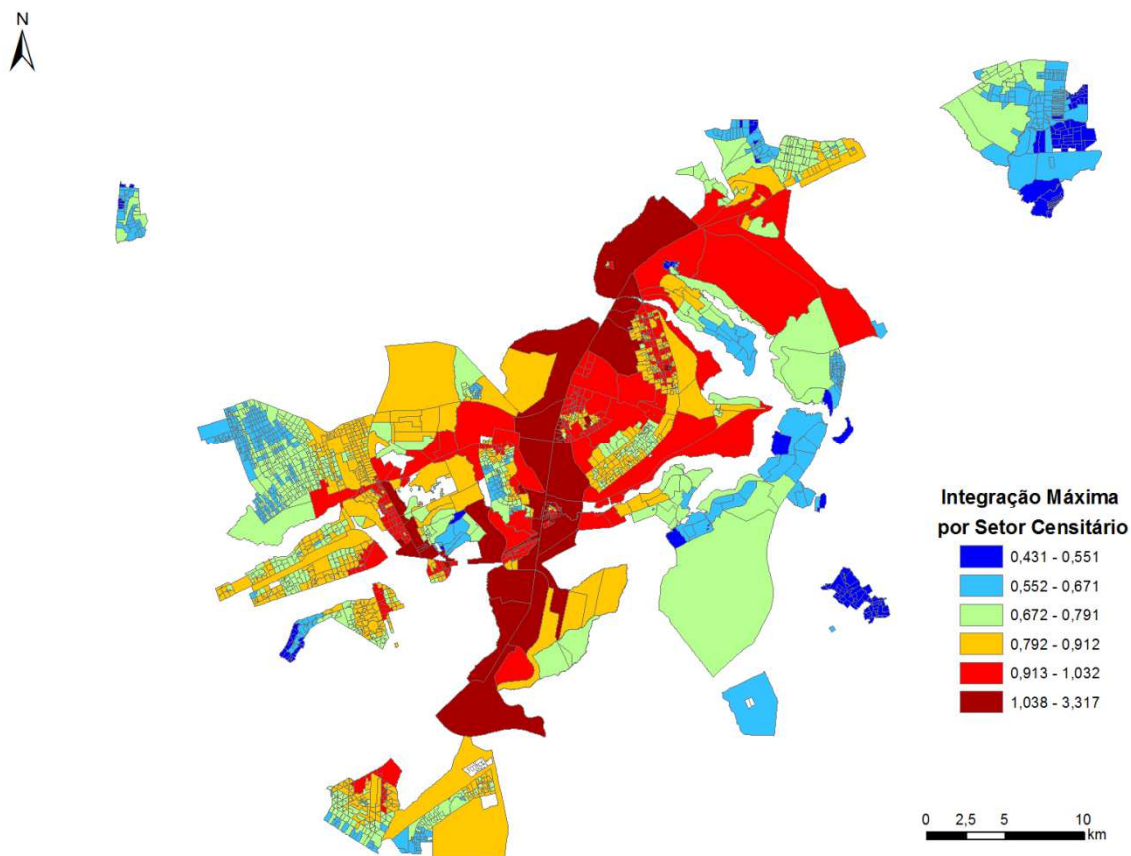 N
Integração Máxima
por Setor Censitário
0,431 - 0,551
0,552 - 0,671
0,672 - 0,791
0,792 - 0,912
0,913 - 1,032
1,038 - 3,317
0 2,5 5 10
km